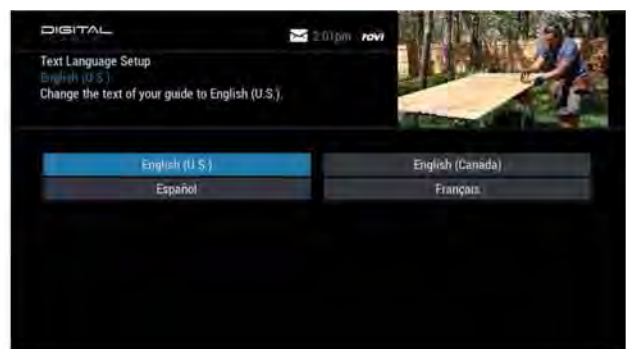 DIGITAL
2:01pm rovi
Text Language Setup
English (U.S.)
Change the text of your guide to English (U.S.).
English (U.S.)
English (Canada)
Español
Français